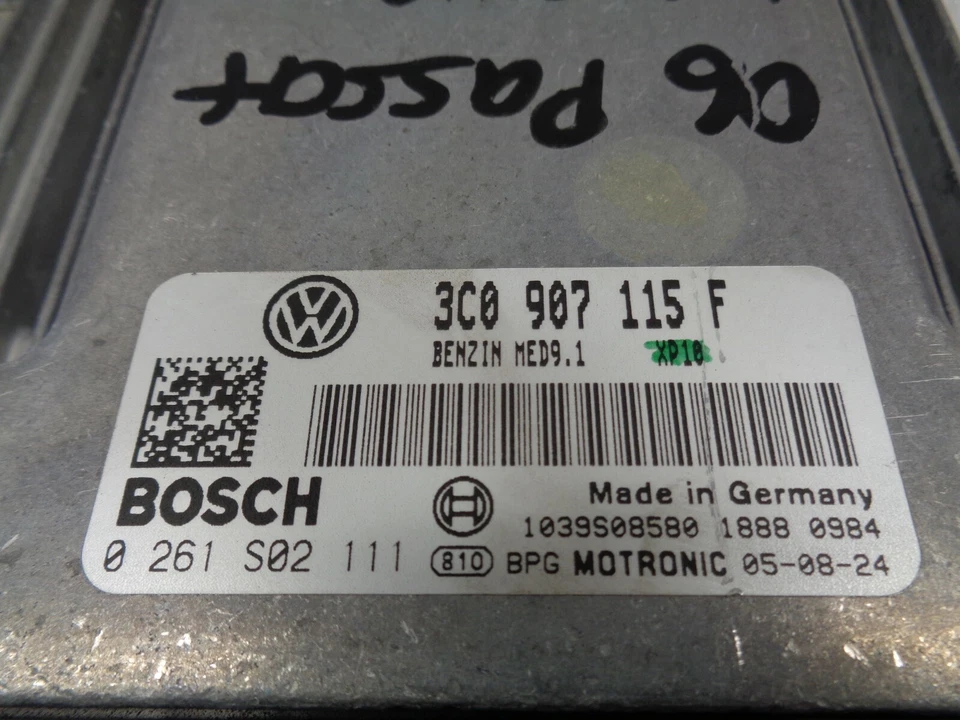 06 Passat
3C0 907 115 F
BENZIN MED9.1 XP10
BOSCH
Made in Germany
1039S08580 1888 0984
0 261 S02 111 810 BPG MOTRONIC 05-08-24